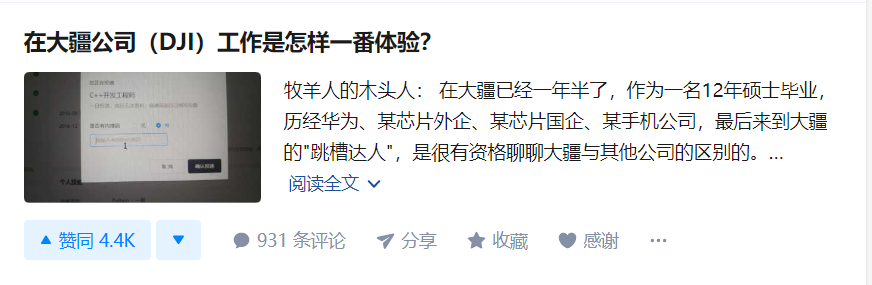 在大疆公司（DJI）工作是怎样一番体验？
C++开发工程师
是否有内推码
确认投递
牧羊人的木头人： 在大疆已经一年半了，作为一名12年硕士毕业，
历经华为、某芯片外企、某芯片国企、某手机公司，最后来到大疆
的"跳槽达人"，是很有资格聊聊大疆与其他公司的区别的。...
阅读全文
赞同 4.4K
931 条评论 分享 收藏 感谢